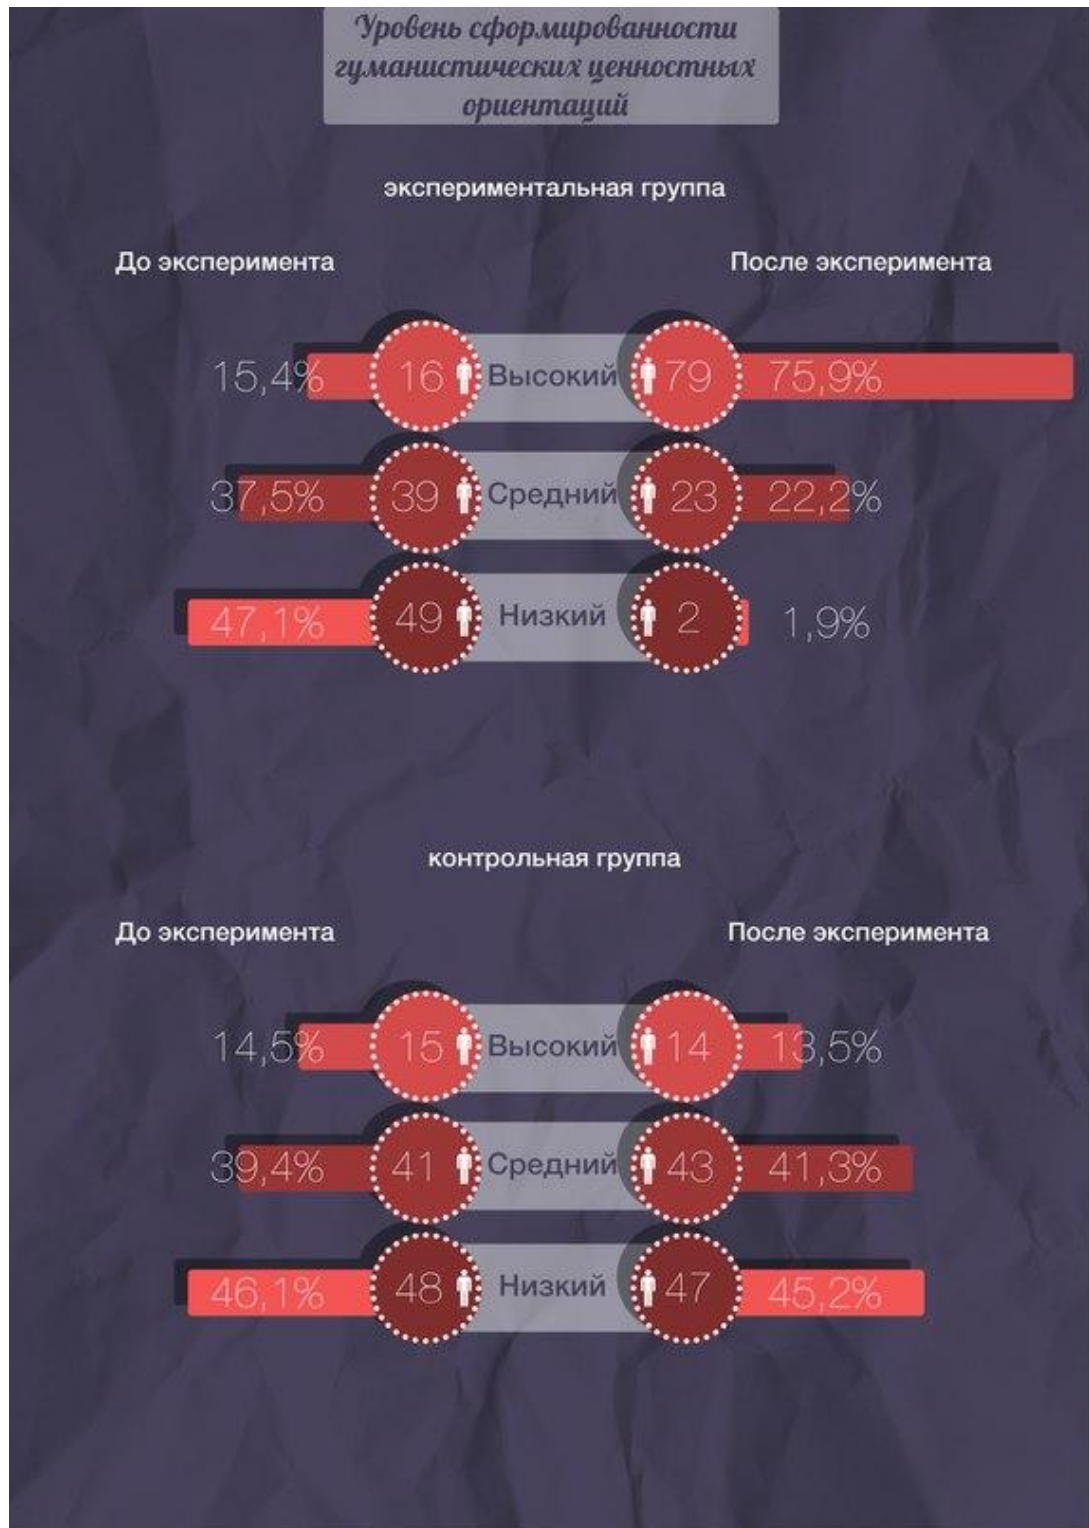 Уровень сформированности
гуманистических ценностных
ориентаций
экспериментальная группа
До эксперимента После эксперимента
15,4% 16 Высокий 79 75,9%
37,5% 39 Средний 23 22,2%
47,1% 49 Низкий 2 1,9%
контрольная группа
До эксперимента После эксперимента
14,5% 15 Высокий 14 13,5%
39,4% 41 Средний 43 41,3%
46,1% 48 Низкий 47 45,2%